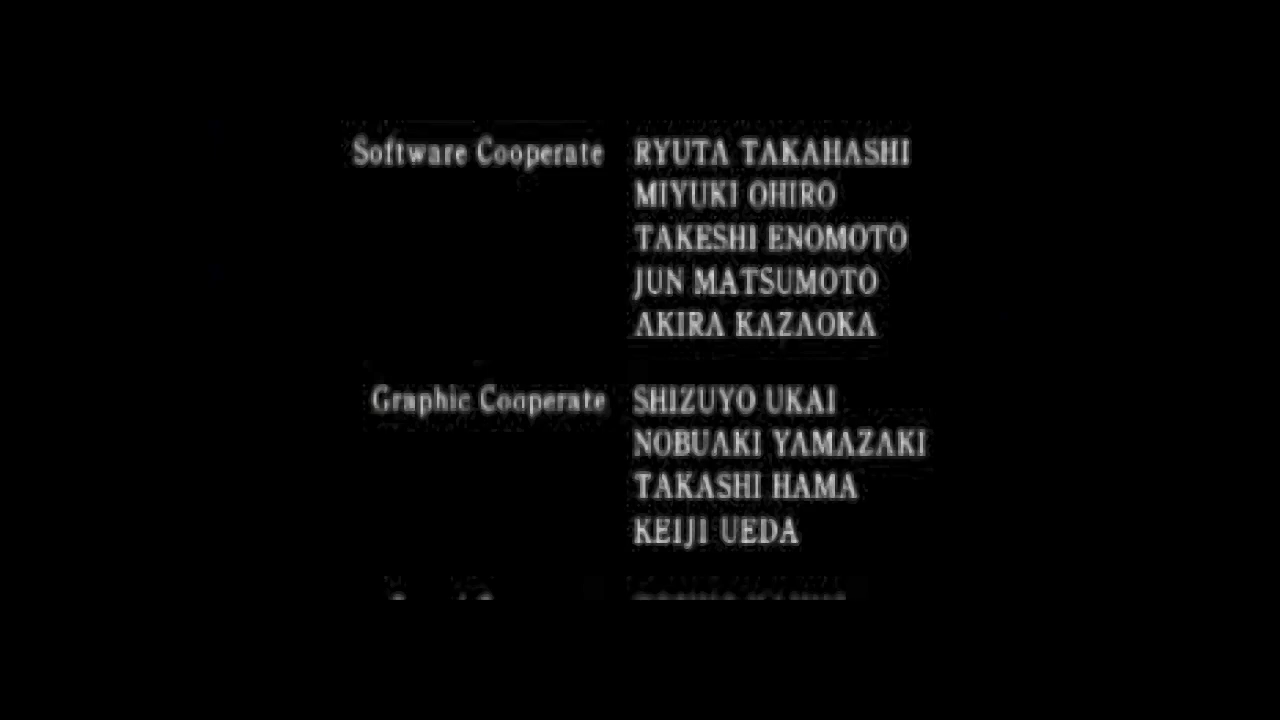 Software Cooperate RYUTA TAKAHASHI
MIYUKI OHIRO
TAKESHI ENOMOTO
JUN MATSUMOTO
AKIRA KAZAOKA
Graphic Cooperate SHIZUYO UKAI
NOBUAKI YAMAZAKI
TAKASHI HAMA
KEIJI UEDA